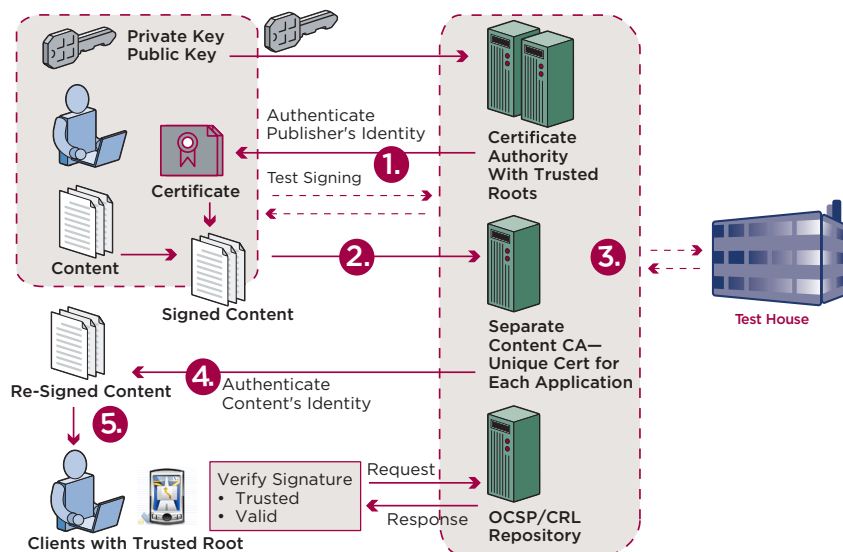 Private Key
Public Key
Authenticate
Publisher's Identity
1.
Certificate
Authority
With Trusted
Roots
Certificate
Test Signing
Content
2.
3.
Signed Content
Test House
Separate
Content CA—
Unique Cert for
Each Application
4.
Re-Signed Content
Authenticate
Content's Identity
5.
Verify Signature
• Trusted
• Valid
Request
Response
OCSP/CRL
Repository
Clients with Trusted Root